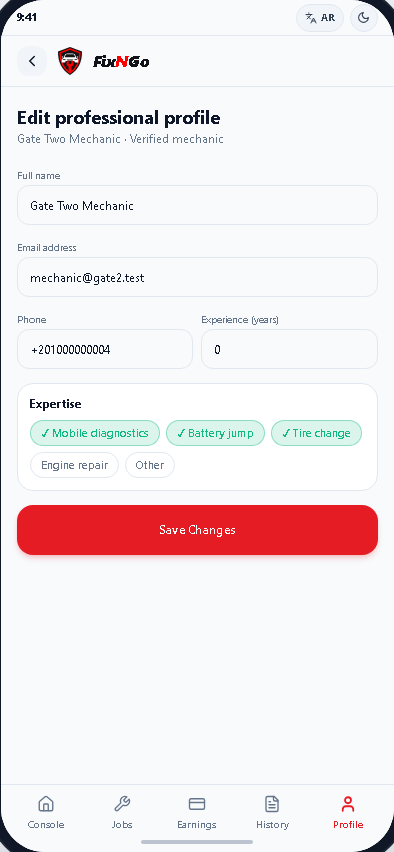 9:41
AR
FixNGo
Edit professional profile
Gate Two Mechanic · Verified mechanic
Full name
Gate Two Mechanic
Email address
mechanic@gate2.test
Phone
Experience (years)
+201000000004
0
Expertise
✓ Mobile diagnostics
✓ Battery jump
✓ Tire change
Engine repair
Other
Save Changes
Console
Jobs
Earnings
History
Profile